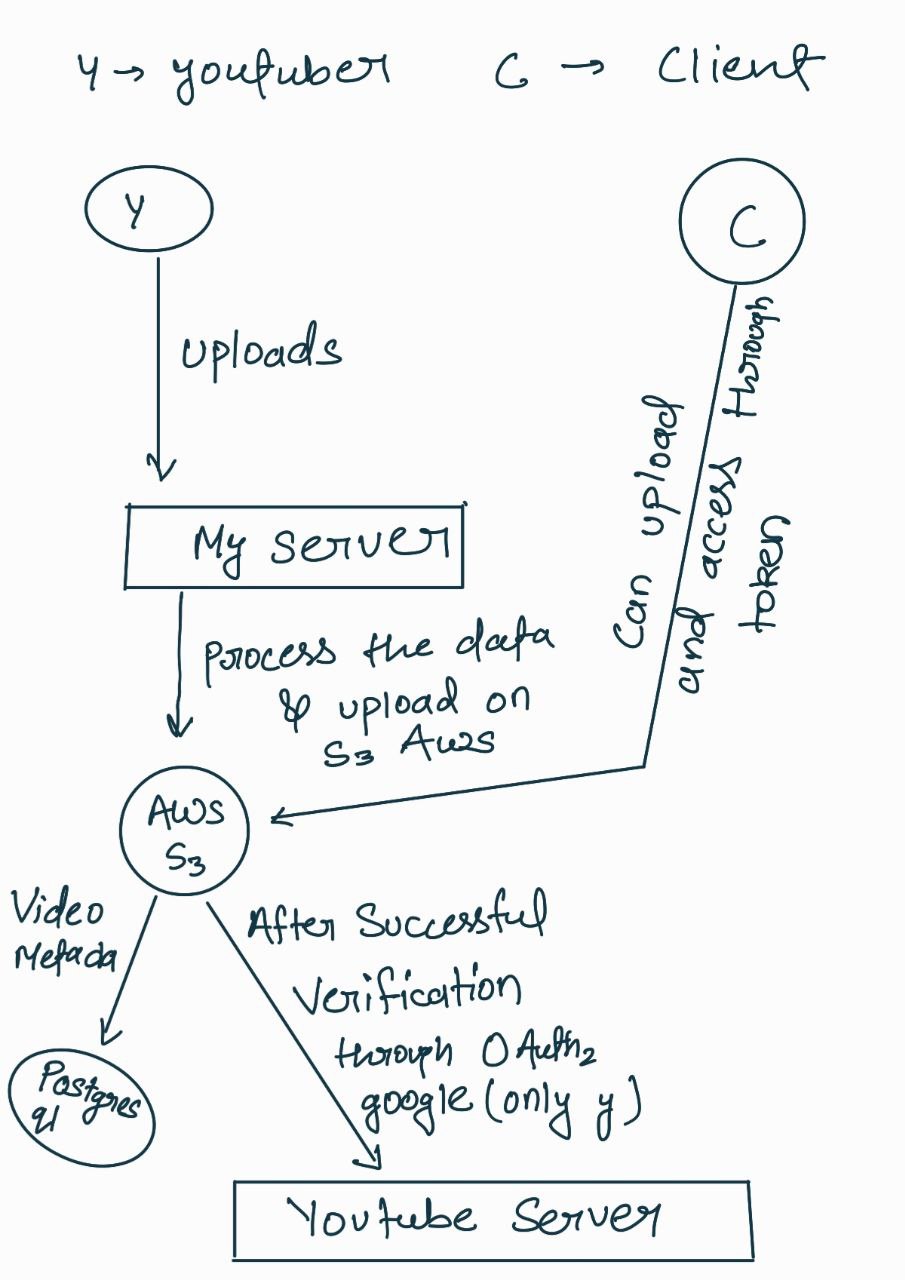 Y → youtuber C → Client
Y
C
uploads
Can upload
and access through
token
My server
process the data
& upload on
S3 Aws
AWS
S3
Video
Metada
After Successful
Verification
through OAuth2
google (only y)
Postgres
ql
Youtube Server